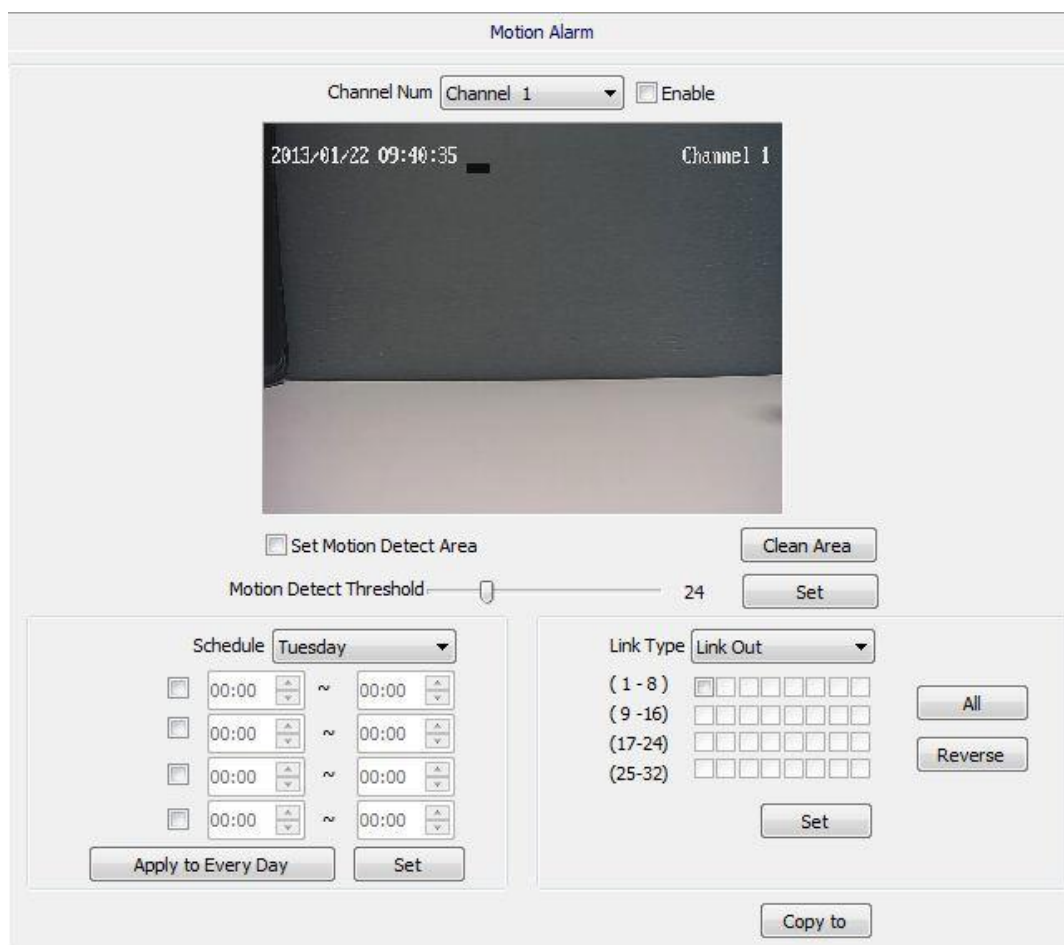 Motion Alarm
Channel Num Channel 1 Enable
2013/01/22 09:40:35 Channel 1
Set Motion Detect Area Clean Area
Motion Detect Threshold 24 Set
Schedule Tuesday
00:00 ~ 00:00
00:00 ~ 00:00
00:00 ~ 00:00
00:00 ~ 00:00
Apply to Every Day Set
Link Type Link Out
( 1 - 8 )
( 9 -16)
(17-24)
(25-32)
All
Reverse
Set
Copy to